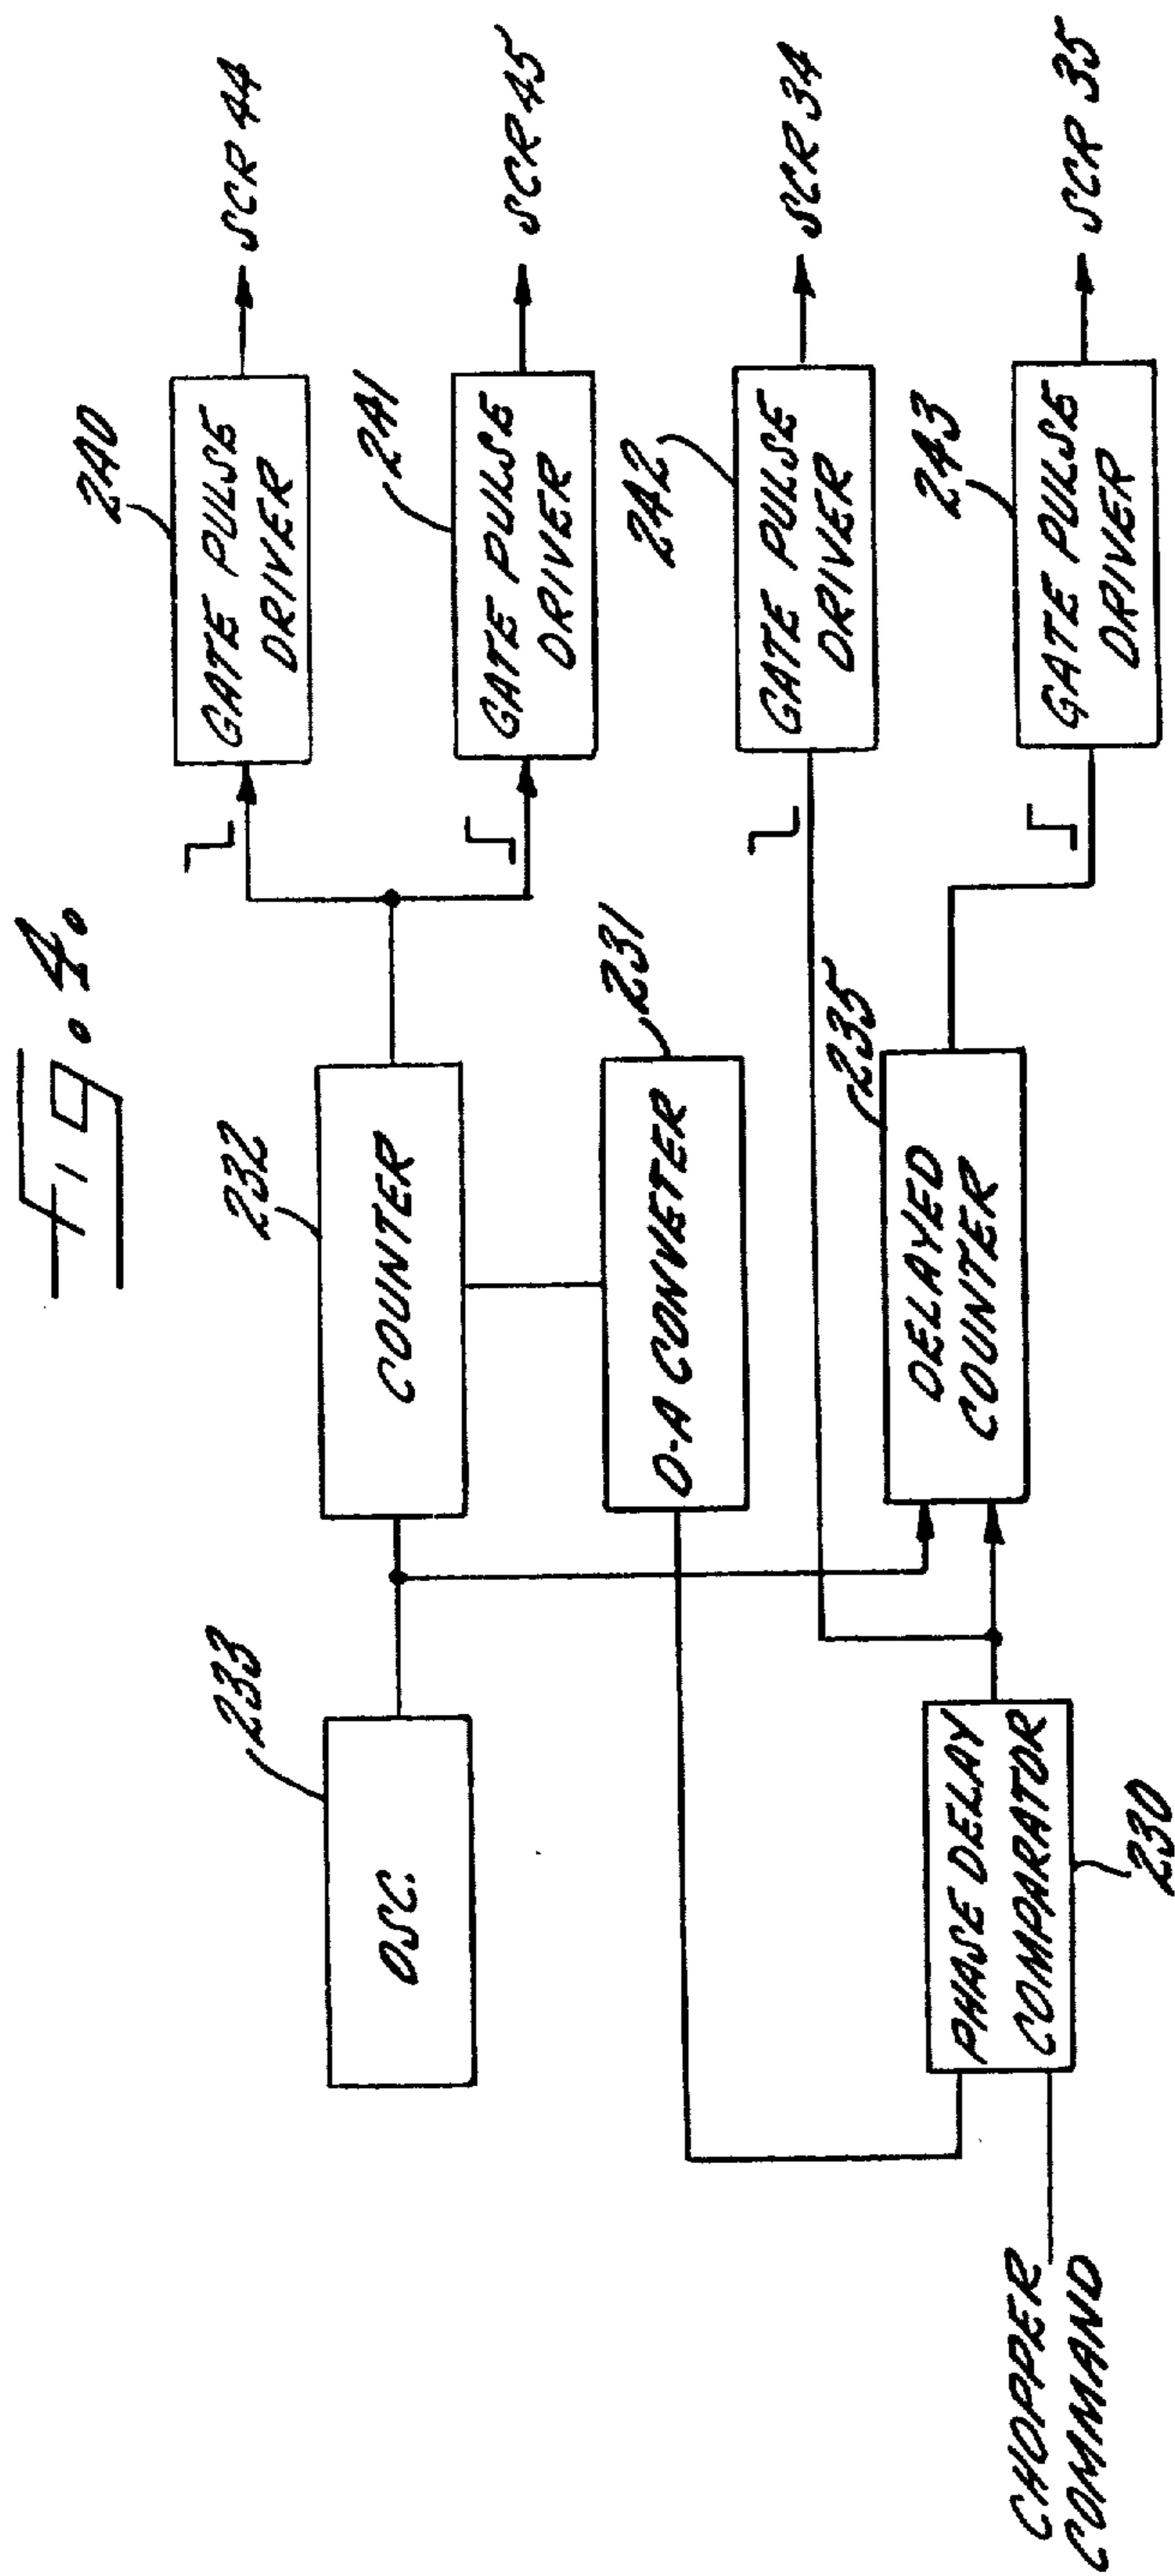 Fig. 4.
233
OSC.
232
COUNTER
231
D-A CONVETER
240
GATE PULSE
DRIVER
SCR 44
241
GATE PULSE
DRIVER
SCR 45
242
GATE PULSE
DRIVER
SCR 34
243
GATE PULSE
DRIVER
SCR 35
235
DELAYED
COUNTER
PHASE DELAY
COMPARATOR
230
CHOPPER
COMMAND